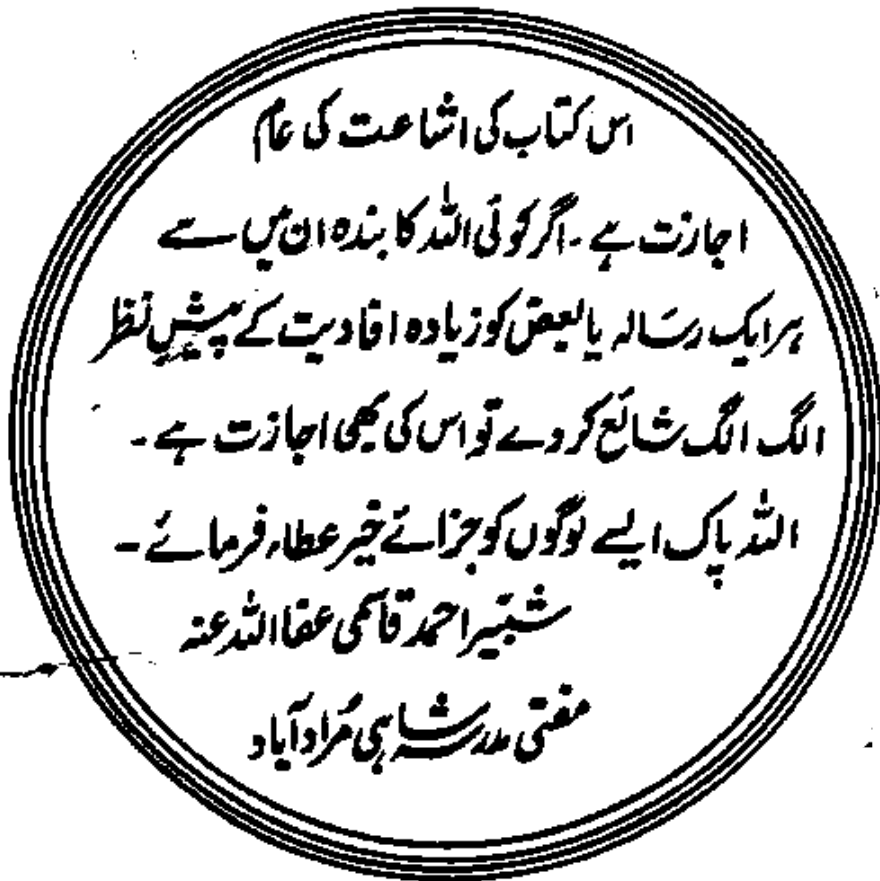 اس کتاب کی اشاعت کی عام
اجازت ہے۔ اگر کوئی اللہ کا بندہ ان میں سے
ہر ایک رسالہ یا بعض کو زیادہ افادیت کے پیشِ نظر
الگ الگ شائع کردے تو اس کی بھی اجازت ہے۔
اللہ پاک ایسے لوگوں کو جزائے خیر عطاء فرمائے۔
شبیر احمد قاسمی عفا اللہ عنہ
مفتی مدرسہ شاہی مُرادآباد